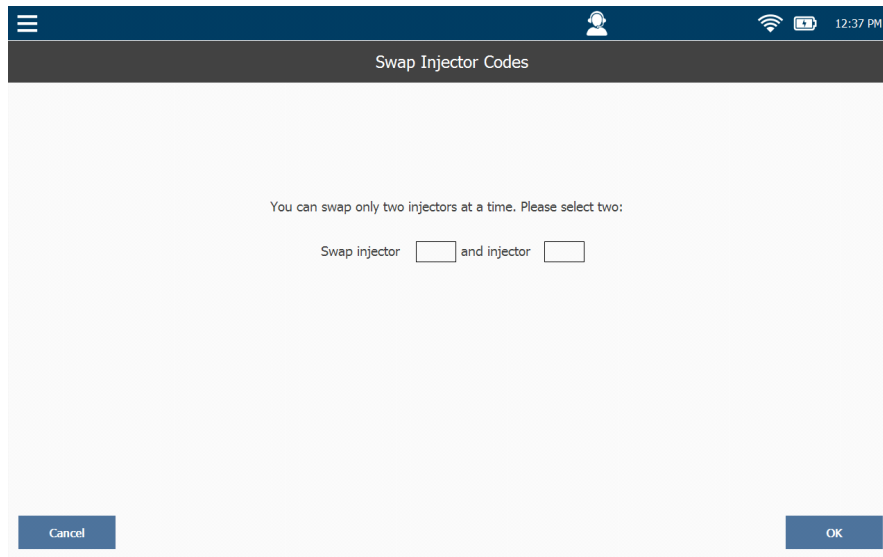 12:37 PM
Swap Injector Codes
You can swap only two injectors at a time. Please select two:
Swap injector and injector
Cancel OK